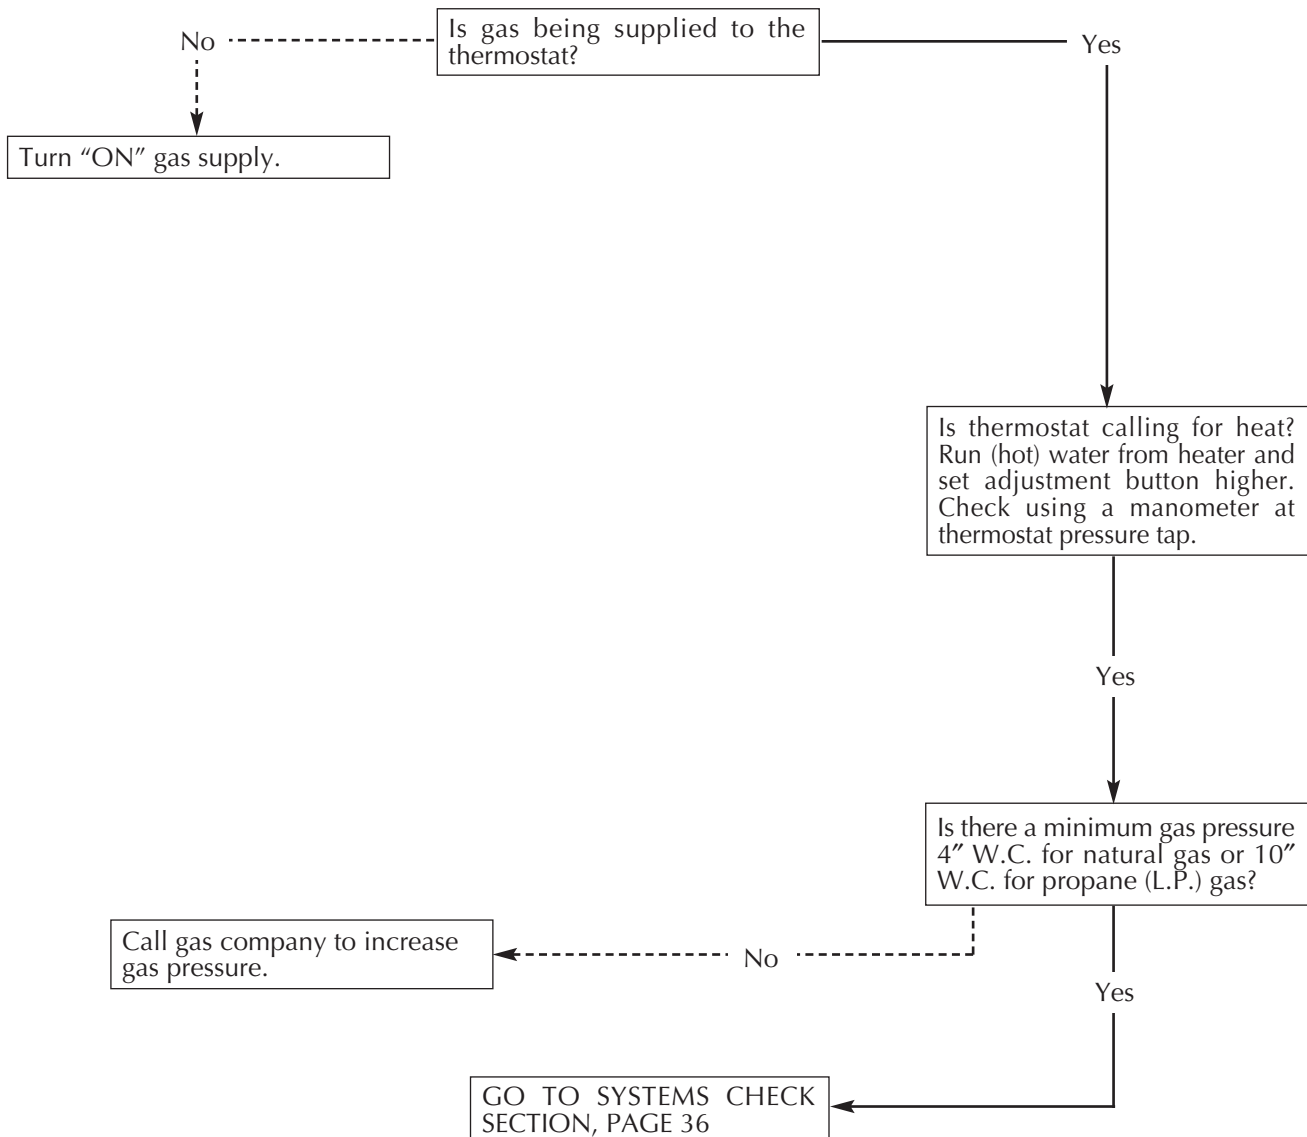 Is gas being supplied to the
thermostat?
No
Yes
Turn “ON” gas supply.
Is thermostat calling for heat?
Run (hot) water from heater and
set adjustment button higher.
Check using a manometer at
thermostat pressure tap.
Yes
Is there a minimum gas pressure
4″ W.C. for natural gas or 10″
W.C. for propane (L.P.) gas?
No
Call gas company to increase
gas pressure.
Yes
GO TO SYSTEMS CHECK
SECTION, PAGE 36